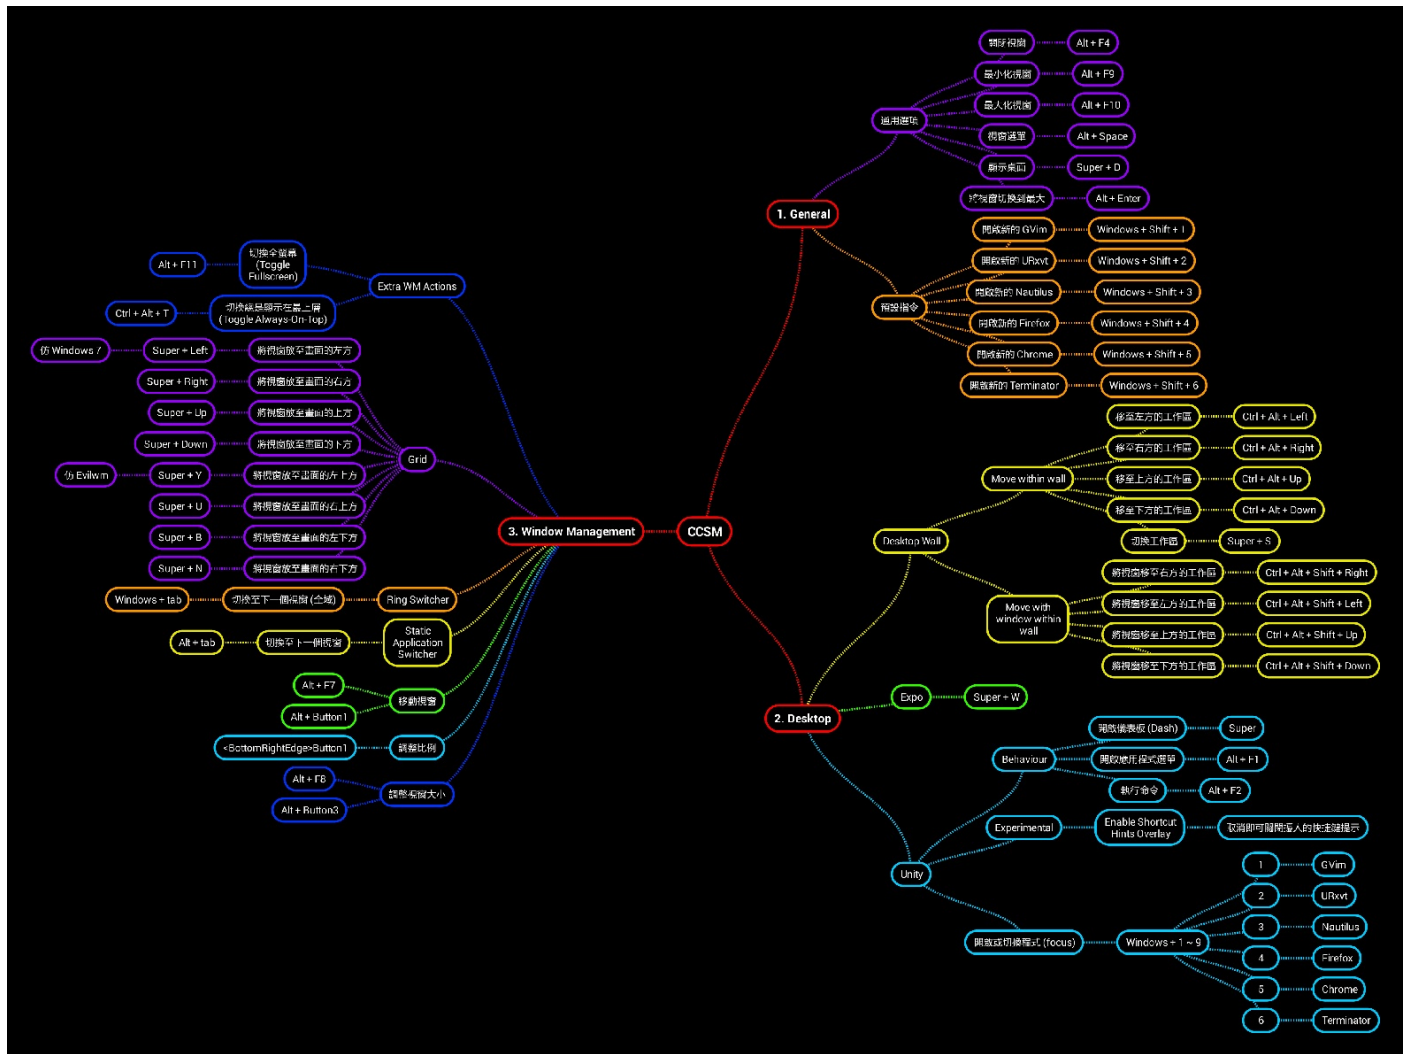 CCSM
1. General
通用選項
關閉視窗
Alt + F4
最小化視窗
Alt + F9
最大化視窗
Alt + F10
視窗選單
Alt + Space
顯示桌面
Super + D
將視窗切換到最大
Alt + Enter
預設指令
開啟新的 GVim
Windows + Shift + 1
開啟新的 URxvt
Windows + Shift + 2
開啟新的 Nautilus
Windows + Shift + 3
開啟新的 Firefox
Windows + Shift + 4
開啟新的 Chrome
Windows + Shift + 5
開啟新的 Terminator
Windows + Shift + 6
2. Desktop
Desktop Wall
Move within wall
移至左方的工作區
Ctrl + Alt + Left
移至右方的工作區
Ctrl + Alt + Right
移至上方的工作區
Ctrl + Alt + Up
移至下方的工作區
Ctrl + Alt + Down
切換工作區
Super + S
Move with
window within
wall
將視窗移至右方的工作區
Ctrl + Alt + Shift + Right
將視窗移至左方的工作區
Ctrl + Alt + Shift + Left
將視窗移至上方的工作區
Ctrl + Alt + Shift + Up
將視窗移至下方的工作區
Ctrl + Alt + Shift + Down
Expo
Super + W
Unity
Behaviour
開啟儀表板 (Dash)
Super
開啟應用程式選單
Alt + F1
執行命令
Alt + F2
Experimental
Enable Shortcut
Hints Overlay
取消即可關閉擾人的快捷鍵提示
開啟或切換程式 (focus)
Windows + 1 ~ 9
1
GVim
2
URxvt
3
Nautilus
4
Firefox
5
Chrome
6
Terminator
3. Window Management
Extra WM Actions
切換全螢幕
(Toggle
Fullscreen)
Alt + F11
切換總是顯示在最上層
(Toggle Always-On-Top)
Ctrl + Alt + T
Grid
將視窗放至畫面的左方
Super + Left
仿 Windows 7
將視窗放至畫面的右方
Super + Right
將視窗放至畫面的上方
Super + Up
將視窗放至畫面的下方
Super + Down
將視窗放至畫面的左上方
Super + Y
仿 Evilwm
將視窗放至畫面的右上方
Super + U
將視窗放至畫面的左下方
Super + B
將視窗放至畫面的右下方
Super + N
Ring Switcher
切換至下一個視窗 (全域)
Windows + tab
Static
Application
Switcher
切換至下一個視窗
Alt + tab
移動視窗
Alt + F7
Alt + Button1
調整比例
<BottomRightEdge>Button1
調整視窗大小
Alt + F8
Alt + Button3